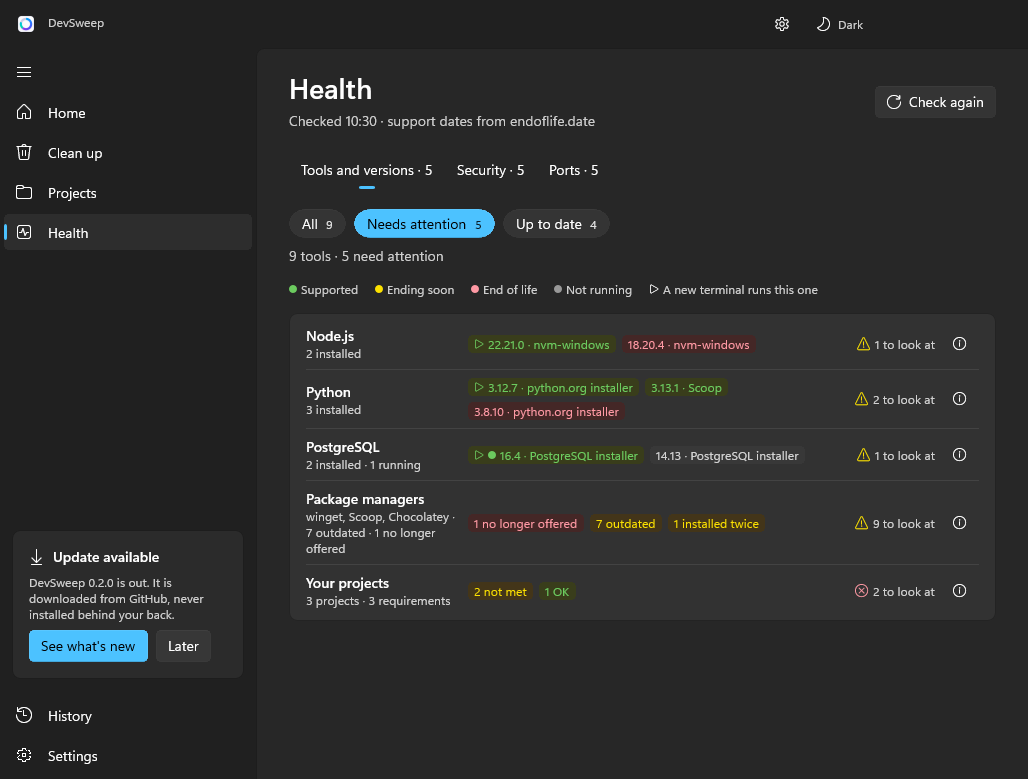 DevSweep
Dark
Home
Clean up
Projects
Health
Update available
DevSweep 0.2.0 is out. It is
downloaded from GitHub, never
installed behind your back.
See what's new
Later
History
Settings
Health
Checked 10:30 · support dates from endoflife.date
Check again
Tools and versions · 5
Security · 5
Ports · 5
All 9
Needs attention 5
Up to date 4
9 tools · 5 need attention
Supported
Ending soon
End of life
Not running
A new terminal runs this one
Node.js
2 installed
22.21.0 · nvm-windows
18.20.4 · nvm-windows
1 to look at
Python
3 installed
3.12.7 · python.org installer
3.13.1 · Scoop
3.8.10 · python.org installer
2 to look at
PostgreSQL
2 installed · 1 running
16.4 · PostgreSQL installer
14.13 · PostgreSQL installer
1 to look at
Package managers
winget, Scoop, Chocolatey ·
7 outdated · 1 no longer
offered
1 no longer offered
7 outdated
1 installed twice
9 to look at
Your projects
3 projects · 3 requirements
2 not met
1 OK
2 to look at